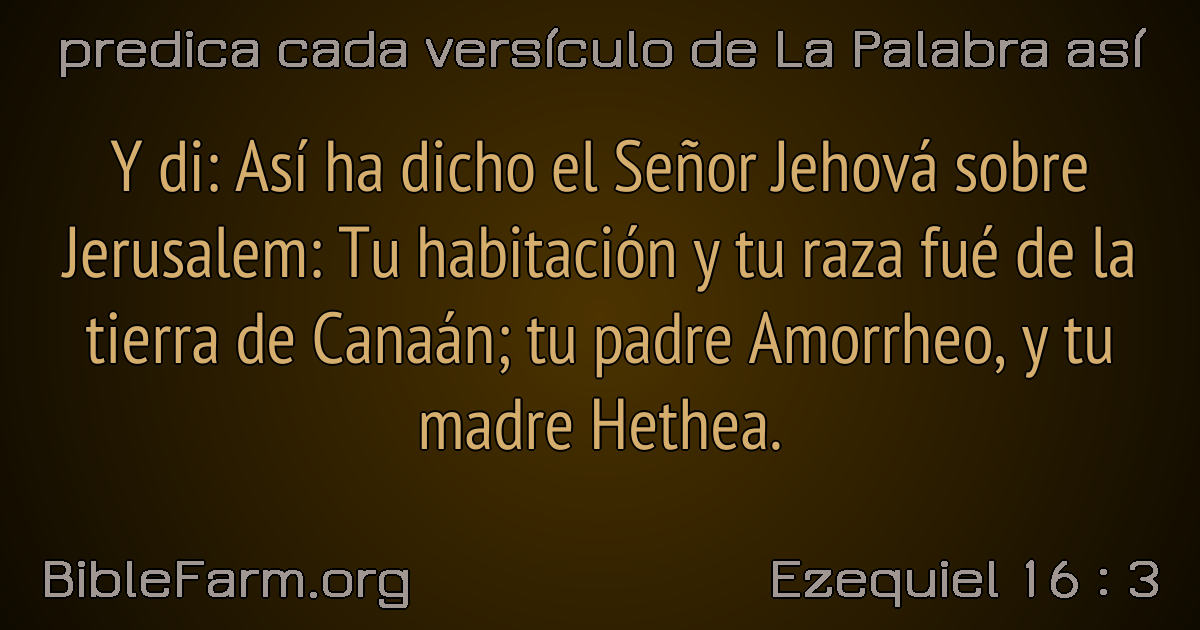 predica cada versículo de La Palabra así
Y di: Así ha dicho el Señor Jehová sobre
Jerusalem: Tu habitación y tu raza fué de la
tierra de Canaán; tu padre Amorrheo, y tu
madre Hethea.
BibleFarm.org
Ezequiel 16 : 3